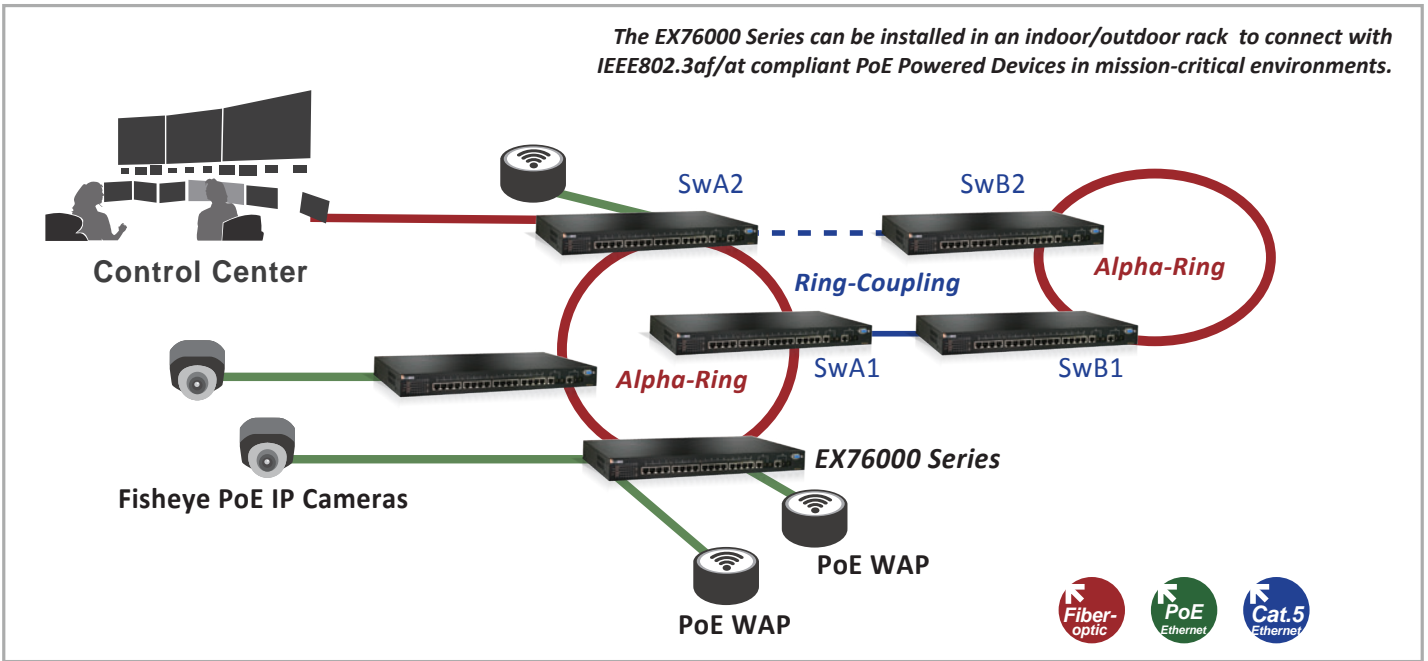 The EX76000 Series can be installed in an indoor/outdoor rack to connect with
IEEE802.3af/at compliant PoE Powered Devices in mission-critical environments.
SwA2
SwB2
Control Center
Alpha-Ring
Ring-Coupling
Alpha-Ring
SwA1
SwB1
EX76000 Series
Fisheye PoE IP Cameras
PoE WAP
PoE WAP
Fiber-
optic
PoE
Ethernet
Cat.5
Ethernet